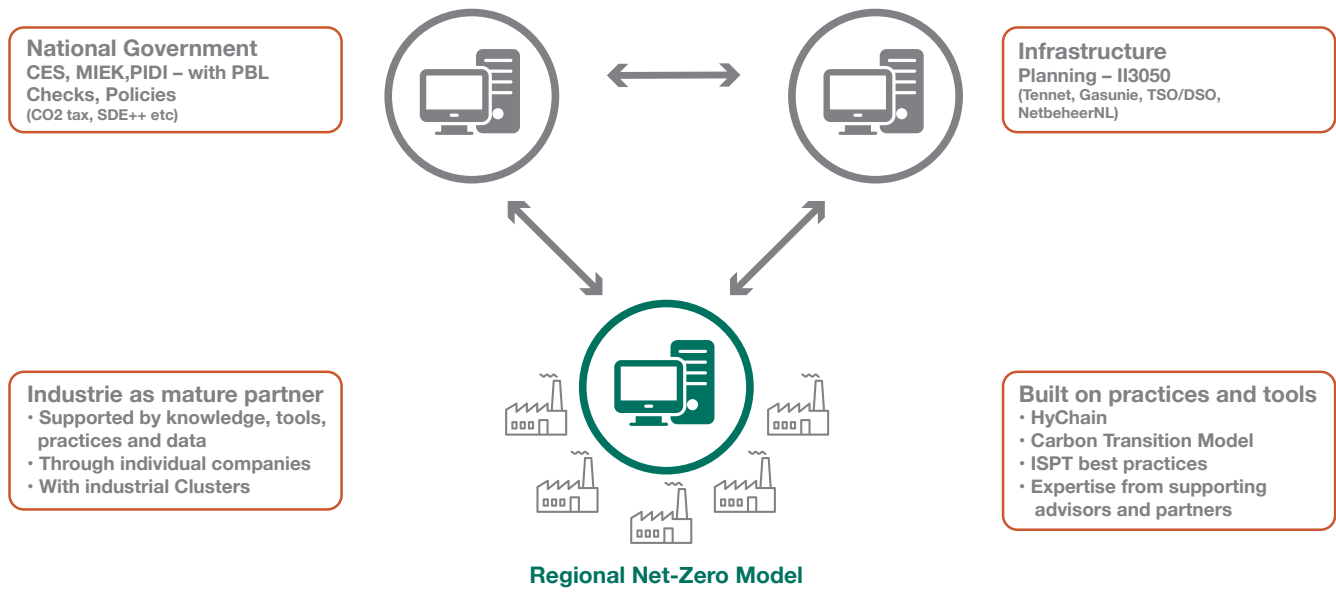 National Government
CES, MIEK,PIDI – with PBL
Checks, Policies
(CO2 tax, SDE++ etc)
Infrastructure
Planning – II3050
(Tennet, Gasunie, TSO/DSO,
NetbeheerNL)
Industrie as mature partner
· Supported by knowledge, tools,
practices and data
· Through individual companies
· With industrial Clusters
Built on practices and tools
· HyChain
· Carbon Transition Model
· ISPT best practices
· Expertise from supporting
advisors and partners
Regional Net-Zero Model